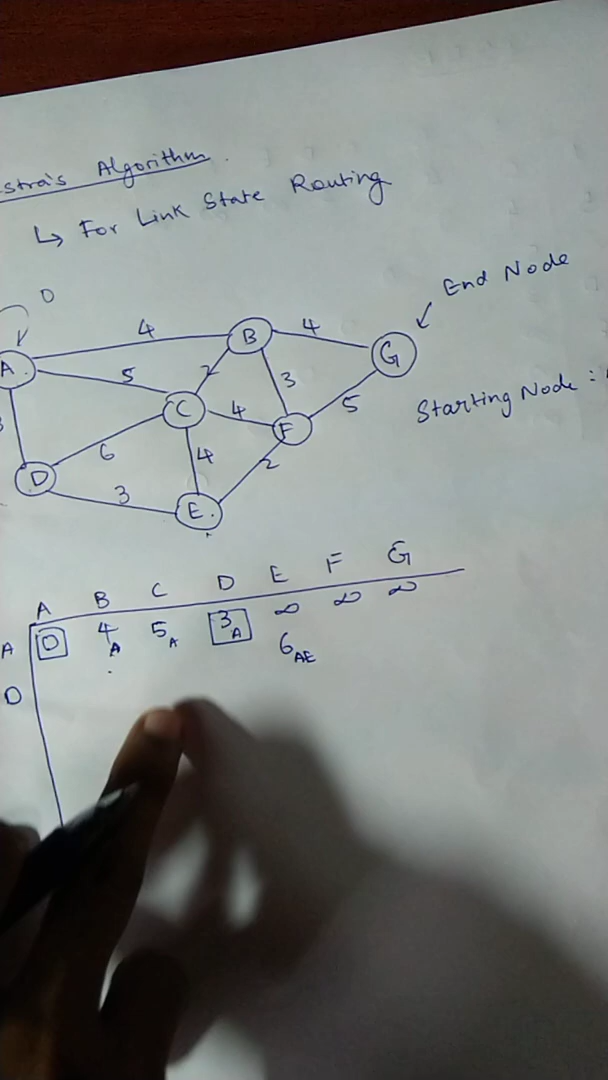 stra's Algorithm.
↳ For Link State Routing
End Node
Starting Node :
0
A
4
B
4
G
5
2
3
C
4
F
5
6
4
2
D
3
E
A B C D E F G
A 0 4A 5A 3A ∞ ∞ ∞
D 6AE